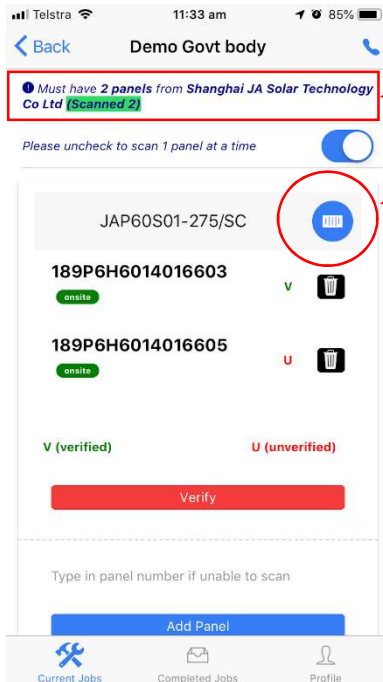 Telstra 11:33 am 85%
Back Demo Govt body
Must have 2 panels from Shanghai JA Solar Technology
Co Ltd (Scanned 2)
Please uncheck to scan 1 panel at a time
JAP60S01-275/SC
189P6H6014016603
onsite
V
189P6H6014016605
onsite
U
V (verified) U (unverified)
Verify
Type in panel number if unable to scan
Add Panel
Current Jobs Completed Jobs Profile